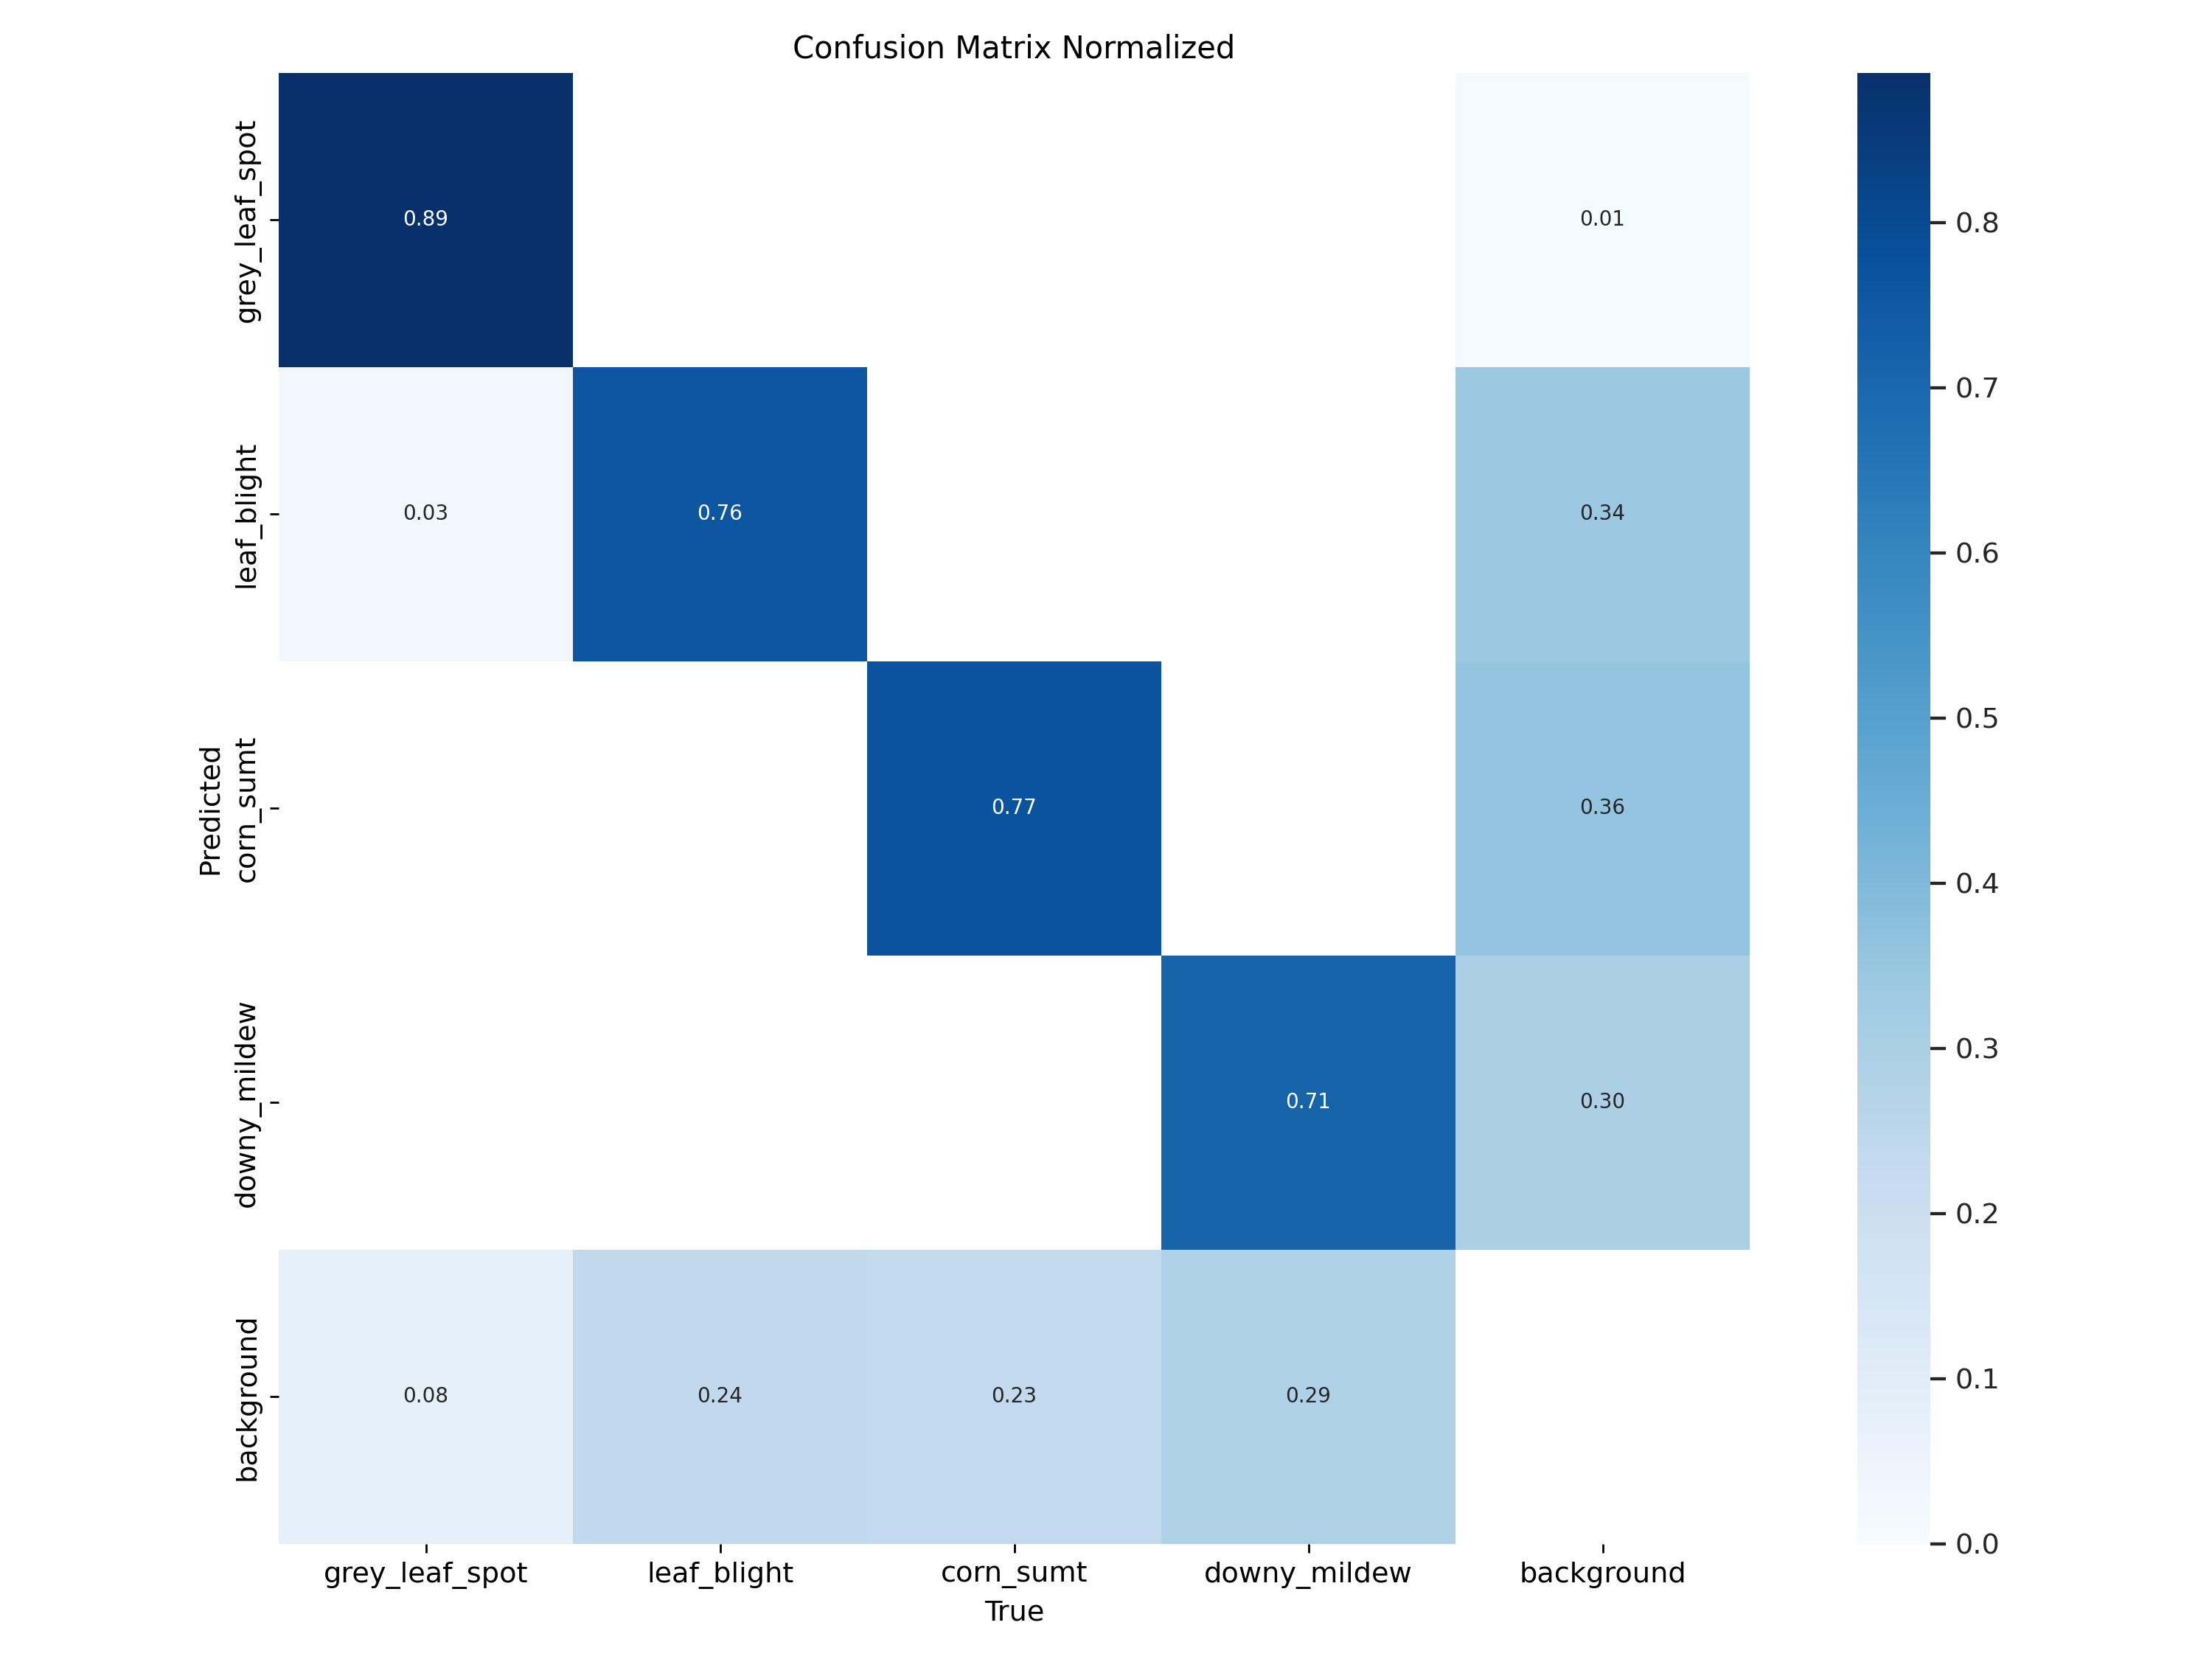 Confusion Matrix Normalized
grey_leaf_spot
0.89
0.01
leaf_blight
0.03
0.76
0.34
Predicted
corn_sumt
0.77
0.36
downy_mildew
0.71
0.30
background
0.08
0.24
0.23
0.29
grey_leaf_spot
leaf_blight
corn_sumt
downy_mildew
background
True
0.8
0.7
0.6
0.5
0.4
0.3
0.2
0.1
0.0